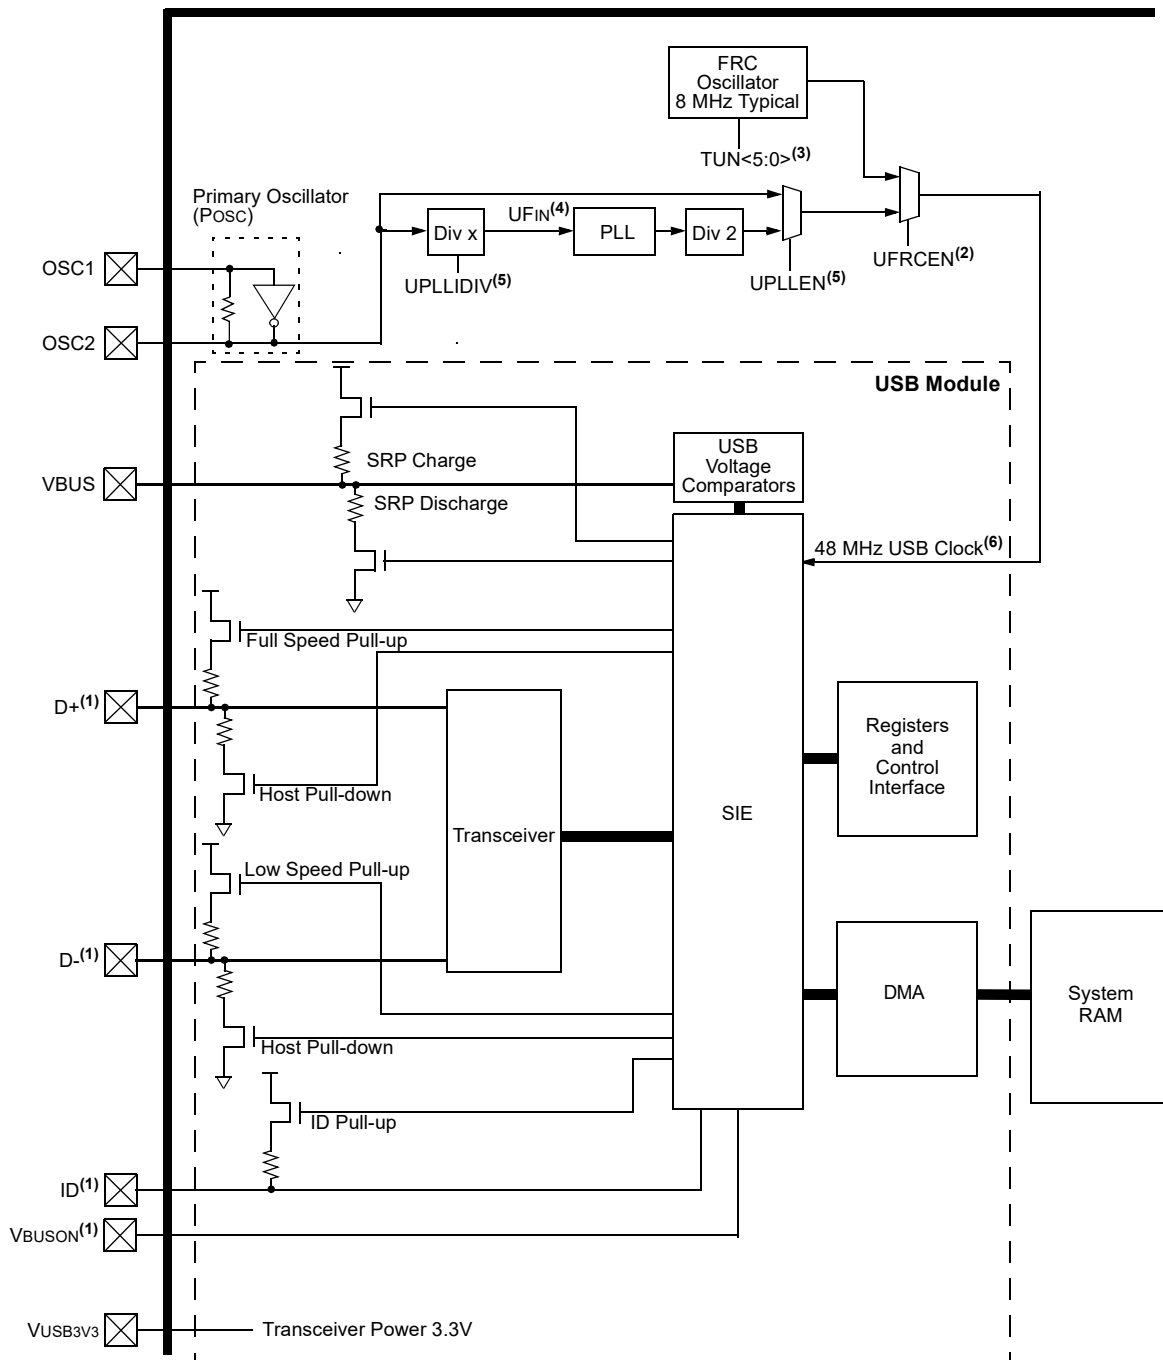 FRC
Oscillator
8 MHz Typical
TUN<5:0>(3)
Primary Oscillator
(POSC)
UFIN(4)
Div x
PLL
Div 2
UFRCEN(2)
UPLLIDIV(5)
UPLLEN(5)
OSC1
OSC2
USB Module
USB
Voltage
Comparators
SRP Charge
VBUS
SRP Discharge
48 MHz USB Clock(6)
Full Speed Pull-up
D+(1)
Registers
and
Control
Interface
Host Pull-down
SIE
Transceiver
Low Speed Pull-up
D-(1)
DMA
System
RAM
Host Pull-down
ID Pull-up
ID(1)
VBUSON(1)
VUSB3V3
Transceiver Power 3.3V